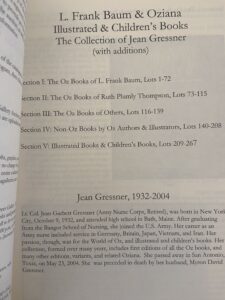 L. Frank Baum & Oziana
Illustrated & Children's Books
The Collection of Jean Gressner
(with additions)
Section I: The Oz Books of L. Frank Baum, Lots 1-72
Section II: The Oz Books of Ruth Plumly Thompson, Lots 73-115
Section III: The Oz Books of Others, Lots 116-139
Section IV: Non-Oz Books by Oz Authors & Illustrators, Lots 140-208
Section V: Illustrated Books & Children's Books, Lots 209-267
Jean Gressner, 1932-2004
Lt. Col. Jean Garbett Gressner (Army Nurse Corps, Retired), was born in New York
City, October 9, 1932, and attended high school in Bath, Maine. After graduating
from the Bangor School of Nursing, she joined the U.S. Army. Her career as an
Army nurse included service in Germany, Britain, Japan, Vietnam, and Iran. Her
passion, though, was for the World of Oz, and illustrated children's books. Her
collection, formed over many years, includes first editions of all the Oz books, and
many other editions, variants, and related Oziana. She passed away in San Antonio,
Texas, on May 23, 2004. She was preceded in death by her husband, Myron David
Gressner.